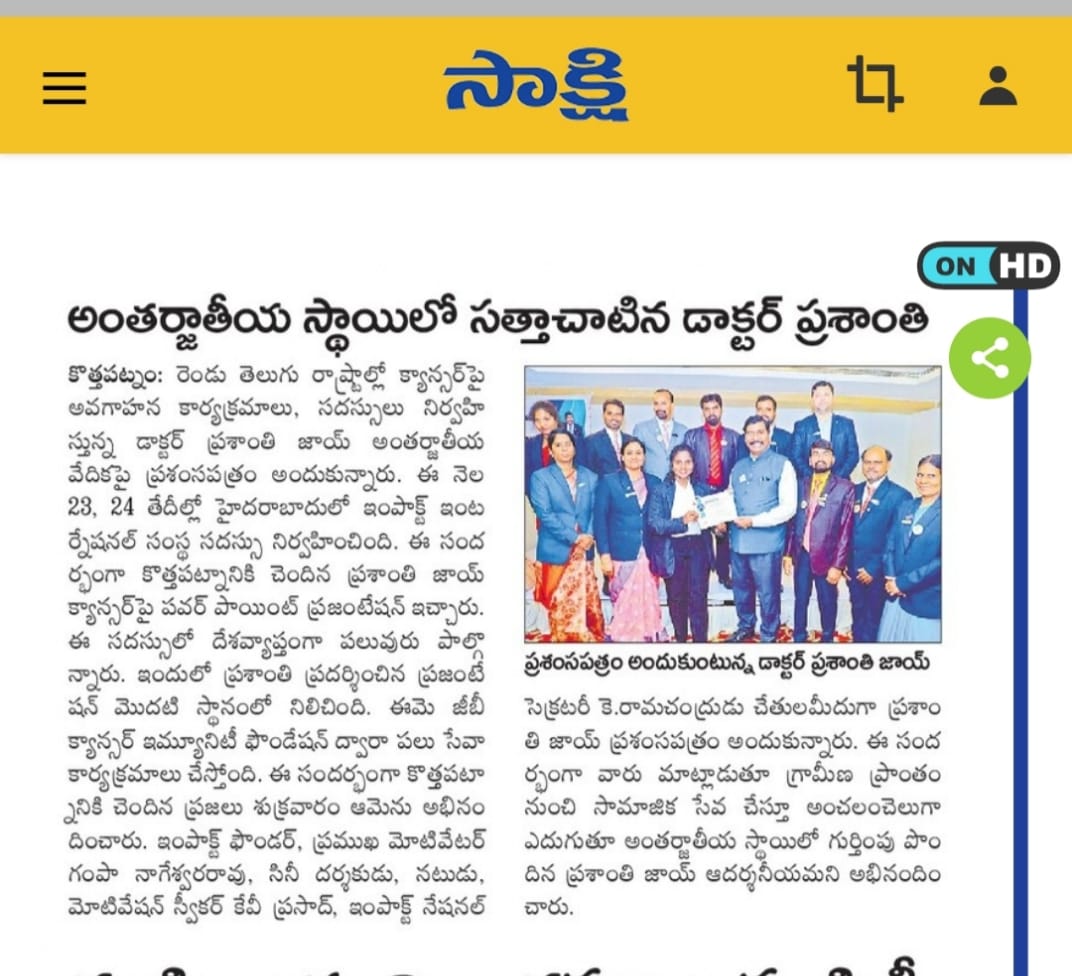 సాక్షి
ON HD
అంతర్జాతీయ స్థాయిలో సత్తాచాటిన డాక్టర్ ప్రశాంతి
కొత్తపట్నం: రెండు తెలుగు రాష్ట్రాల్లో క్యాన్సర్‌పై
అవగాహన కార్యక్రమాలు, సదస్సులు నిర్వహి
స్తున్న డాక్టర్ ప్రశాంతి జాయ్ అంతర్జాతీయ
వేదికపై ప్రశంసపత్రం అందుకున్నారు. ఈ నెల
23, 24 తేదీల్లో హైదరాబాదులో ఇంపాక్ట్ ఇంట
ర్నేషనల్ సంస్థ సదస్సు నిర్వహించింది. ఈ సంద
ర్భంగా కొత్తపట్నానికి చెందిన ప్రశాంతి జాయ్
క్యాన్సర్‌పై పవర్ పాయింట్ ప్రజంటేషన్ ఇచ్చారు.
ఈ సదస్సులో దేశవ్యాప్తంగా పలువురు పాల్గొ
న్నారు. ఇందులో ప్రశాంతి ప్రదర్శించిన ప్రజంటే
షన్ మొదటి స్థానంలో నిలిచింది. ఈమె జీబీ
క్యాన్సర్ ఇమ్యూనిటీ ఫౌండేషన్ ద్వారా పలు సేవా
కార్యక్రమాలు చేస్తోంది. ఈ సందర్భంగా కొత్తపటా
్నానికి చెందిన ప్రజలు శుక్రవారం ఆమెను అభినం
దించారు. ఇంపాక్ట్ ఫౌండర్, ప్రముఖ మోటివేటర్
గంపా నాగేశ్వరరావు, సినీ దర్శకుడు, నటుడు,
మోటివేషన్ స్వీకర్ కేవీ ప్రసాద్, ఇంపాక్ట్ నేషనల్
ప్రశంసపత్రం అందుకుంటున్న డాక్టర్ ప్రశాంతి జాయ్
సెక్రటరీ కె.రామచంద్రుడు చేతులమీదుగా ప్రశాం
తి జాయ్ ప్రశంసపత్రం అందుకున్నారు. ఈ సంద
ర్భంగా వారు మాట్లాడుతూ గ్రామీణ ప్రాంతం
నుంచి సామాజిక సేవ చేస్తూ అంచలంచెలుగా
ఎదుగుతూ అంతర్జాతీయ స్థాయిలో గుర్తింపు పొం
దిన ప్రశాంతి జాయ్ ఆదర్శనీయమని అభినందిం
చారు.